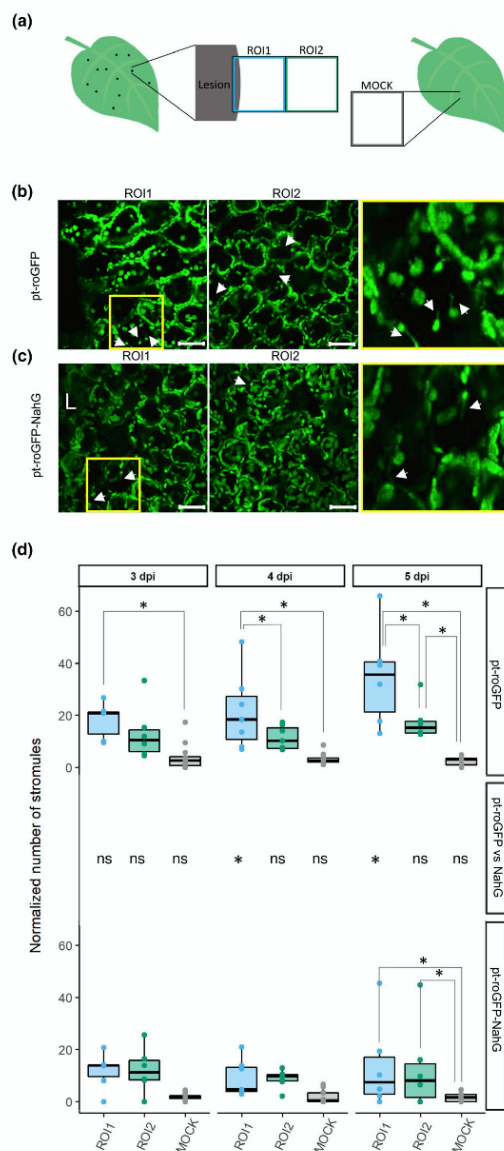 (a)
ROI1 ROI2
Lesion
MOCK
(b)
ROI1 ROI2
pt-roGFP
(c)
ROI1 ROI2
pt-roGFP-NahG
L
(d)
3 dpi 4 dpi 5 dpi
Normalized number of stromules
60
40
20
0
* * * * * *
pt-roGFP
ns ns ns * ns ns * ns ns
pt-roGFP vs NahG
60
40
20
0
* *
pt-roGFP-NahG
ROI1 ROI2 MOCK ROI1 ROI2 MOCK ROI1 ROI2 MOCK